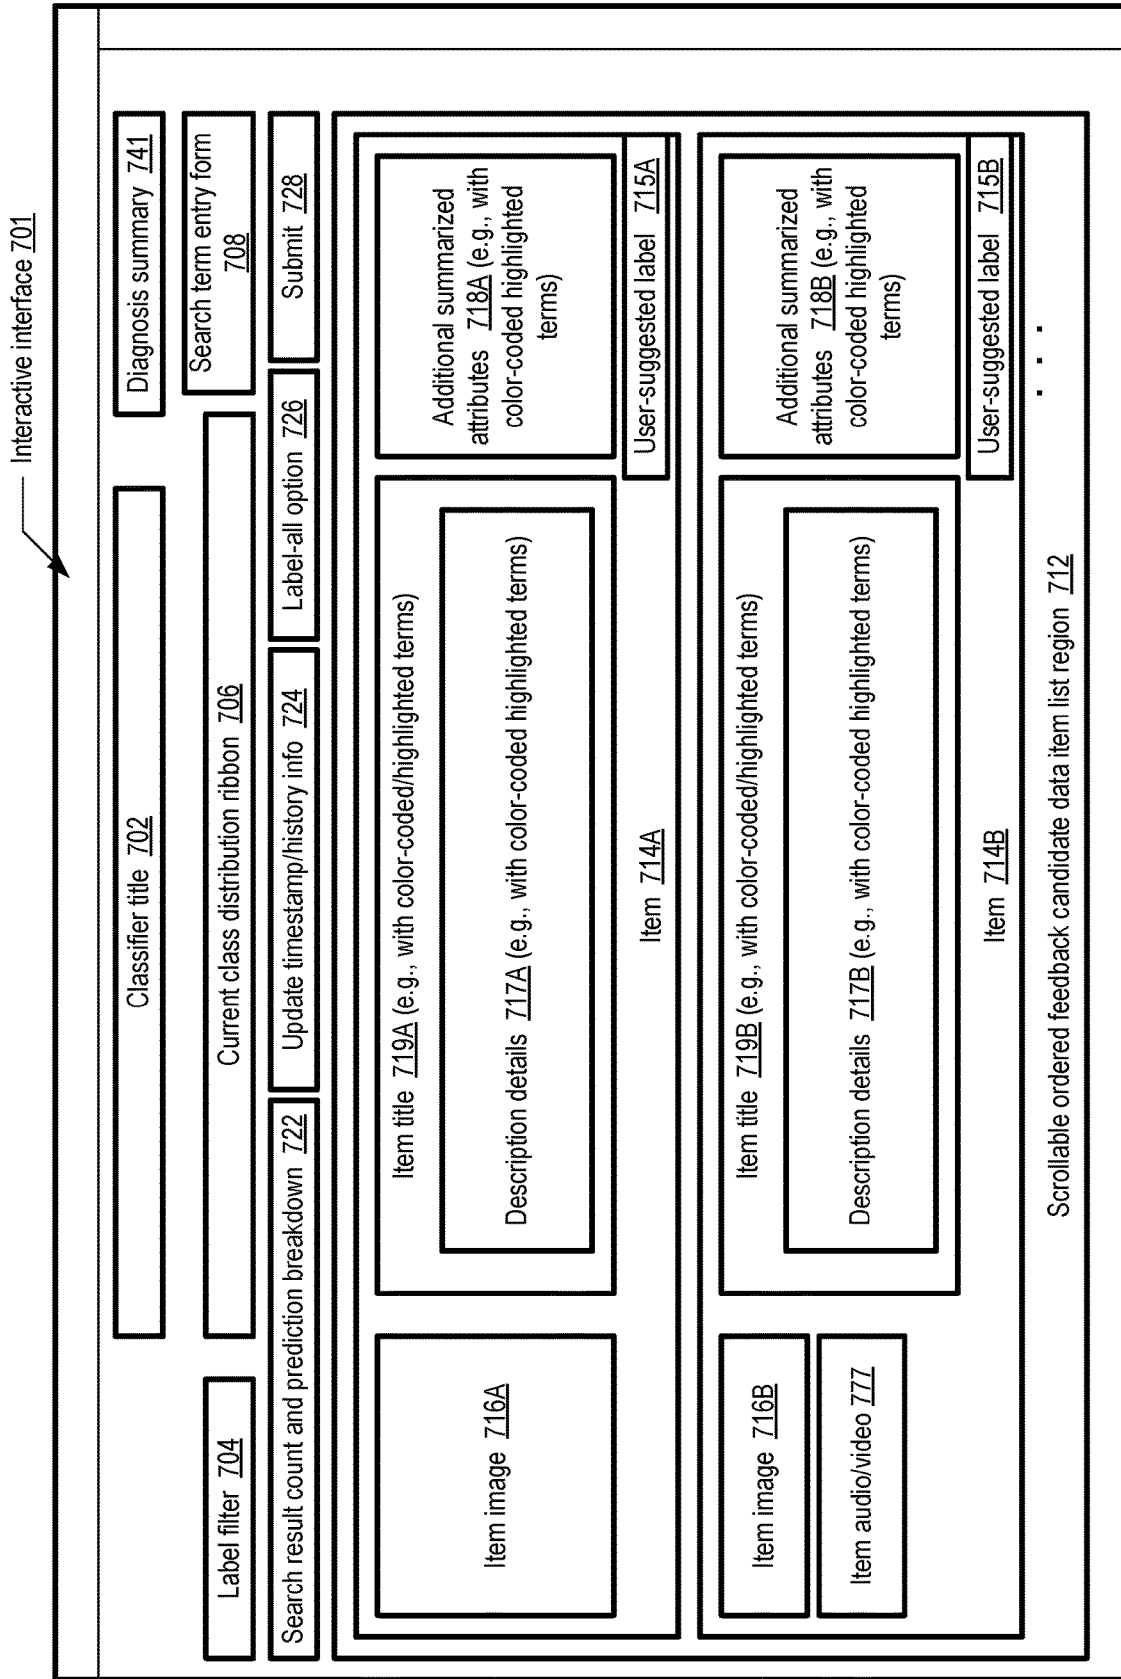 Interactive interface 701
Classifier title 702
Diagnosis summary 741
Label filter 704
Current class distribution ribbon 706
Search term entry form
708
Search result count and prediction breakdown 722
Update timestamp/history info 724
Label-all option 726
Submit 728
Item image 716A
Item title 719A (e.g., with color-coded/highlighted terms)
Description details 717A (e.g., with color-coded highlighted terms)
Additional summarized
attributes 718A (e.g., with
color-coded highlighted
terms)
Item 714A
User-suggested label 715A
Item image 716B
Item audio/video 777
Item title 719B (e.g., with color-coded/highlighted terms)
Description details 717B (e.g., with color-coded highlighted terms)
Additional summarized
attributes 718B (e.g., with
color-coded highlighted
terms)
Item 714B
User-suggested label 715B
. . .
Scrollable ordered feedback candidate data item list region 712